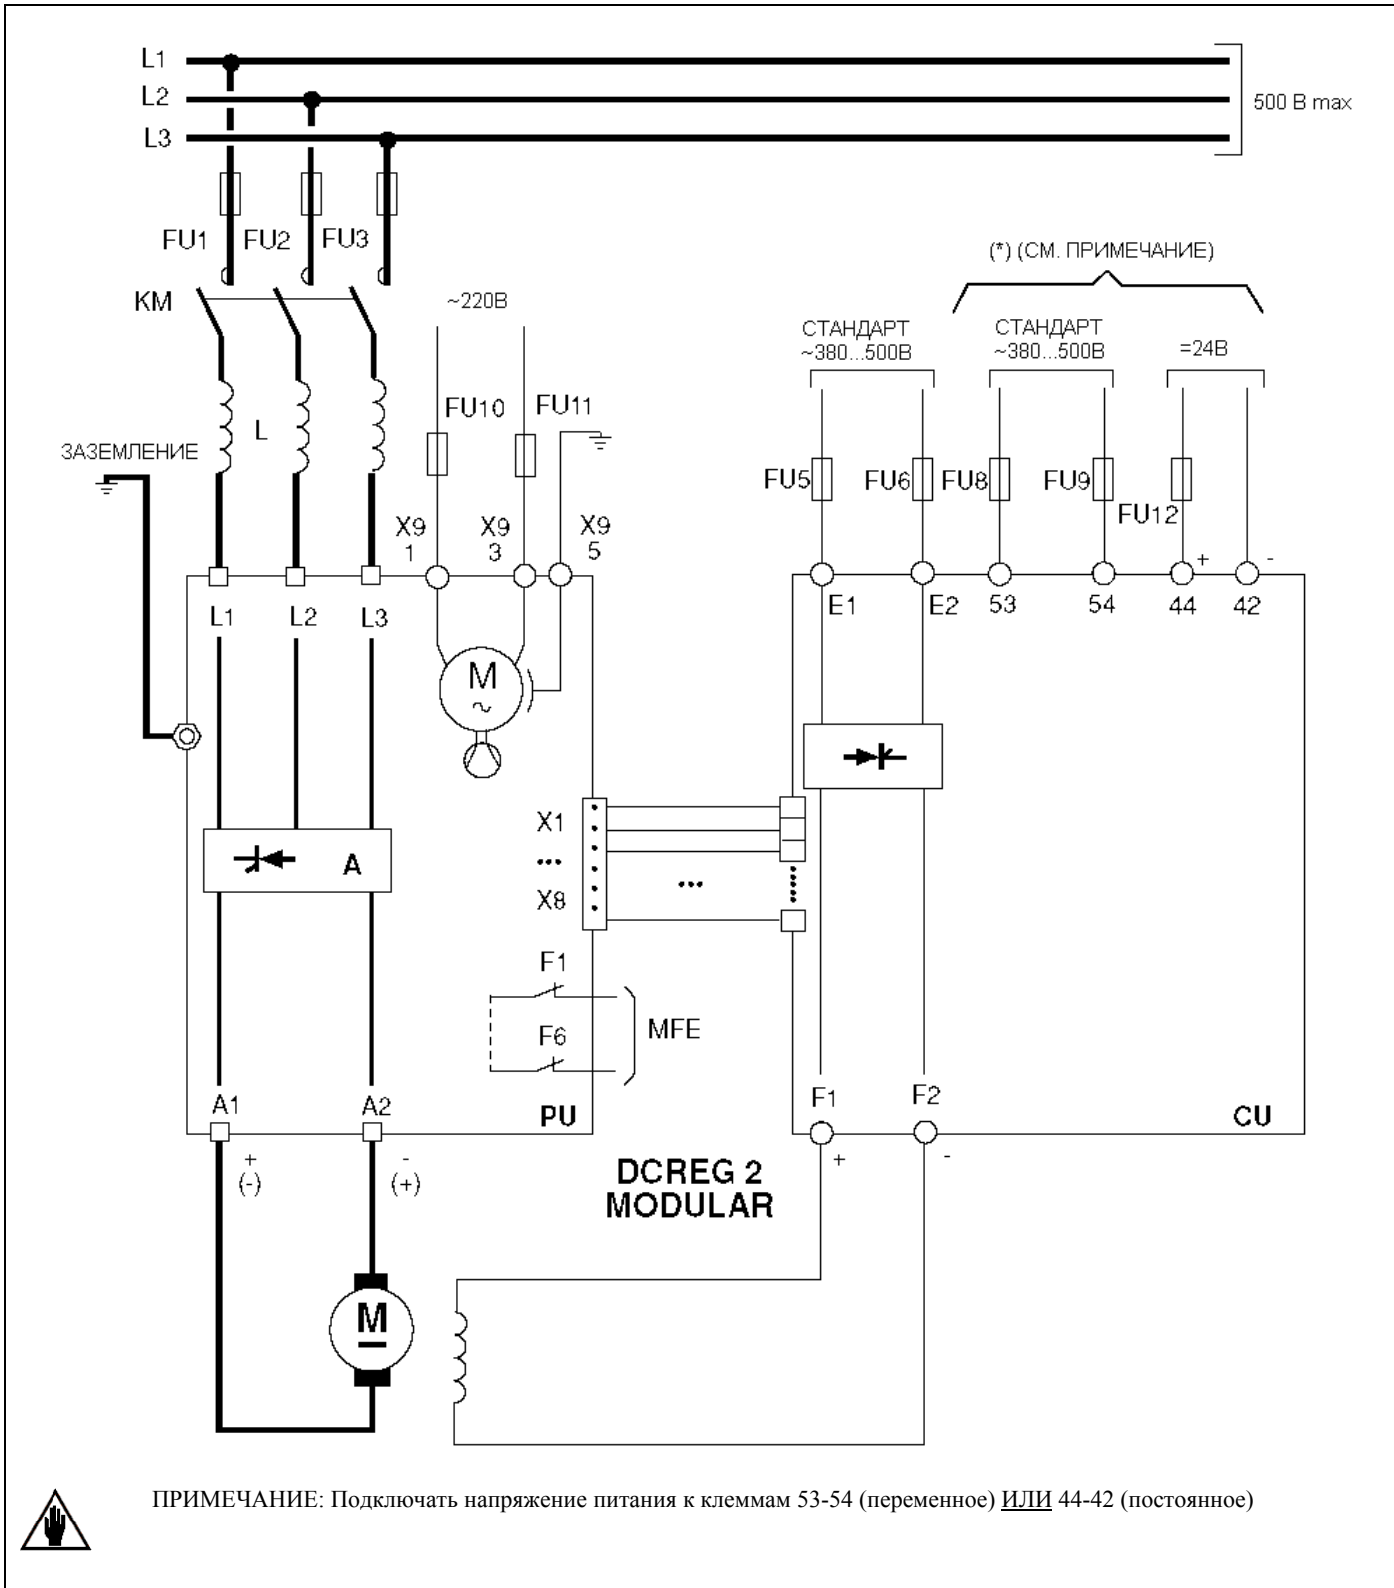 L1
L2
500 В max
L3
FU1
FU2
FU3
(*) (СМ. ПРИМЕЧАНИЕ)
KM
~220В
СТАНДАРТ
~380...500В
СТАНДАРТ
~380...500В
=24В
FU10
FU11
L
ЗАЗЕМЛЕНИЕ
FU5
FU6
FU8
FU9
FU12
X9
1
X9
3
X9
5
+
-
L1
L2
L3
E1
E2
53
54
44
42
M
~
X1
...
X8
...
A
F1
MFE
F6
A1
A2
PU
F1
F2
CU
+
(-)
-
(+)
+
-
DCREG 2
MODULAR
M
ПРИМЕЧАНИЕ: Подключать напряжение питания к клеммам 53-54 (переменное) ИЛИ 44-42 (постоянное)